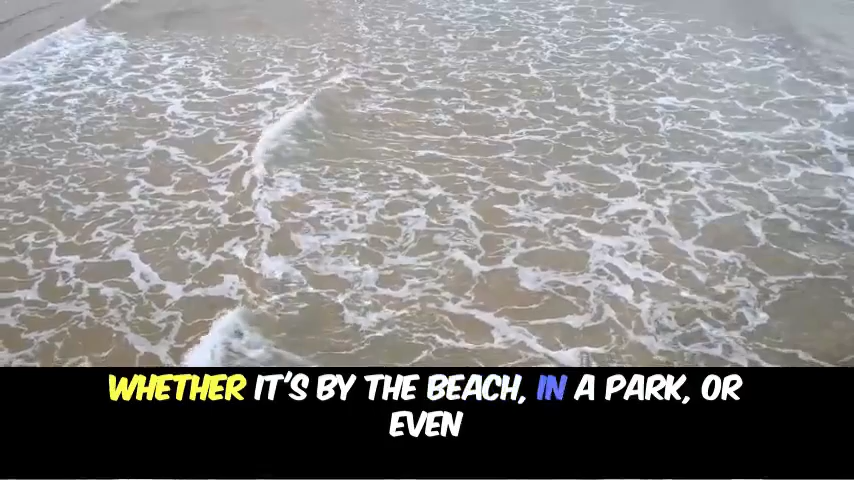 WHETHER IT'S BY THE BEACH, IN A PARK, OR
EVEN